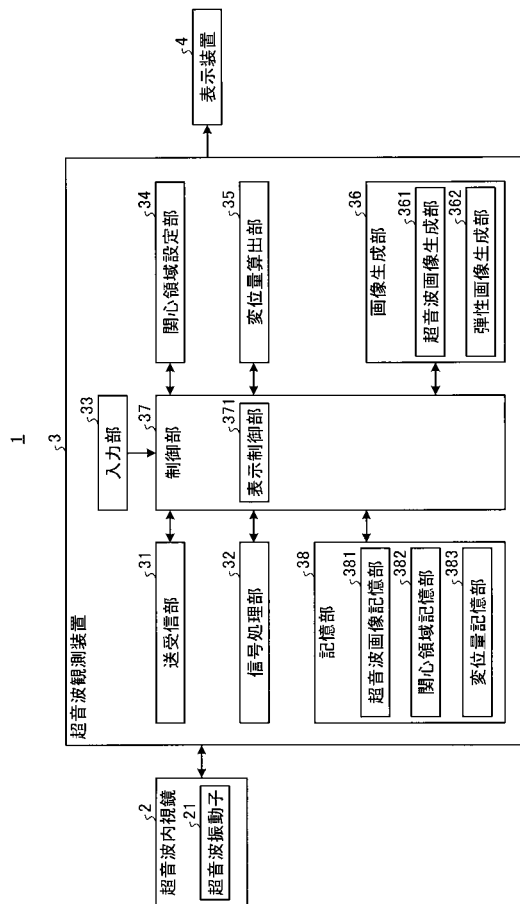 1
超音波内視鏡
2
超音波振動子
21
超音波観測装置
3
送受信部
31
信号処理部
32
記憶部
38
超音波画像記憶部
381
関心領域記憶部
382
変位量記憶部
383
入力部
33
制御部
37
表示制御部
371
関心領域設定部
34
変位量算出部
35
画像生成部
36
超音波画像生成部
361
弾性画像生成部
362
表示装置
4